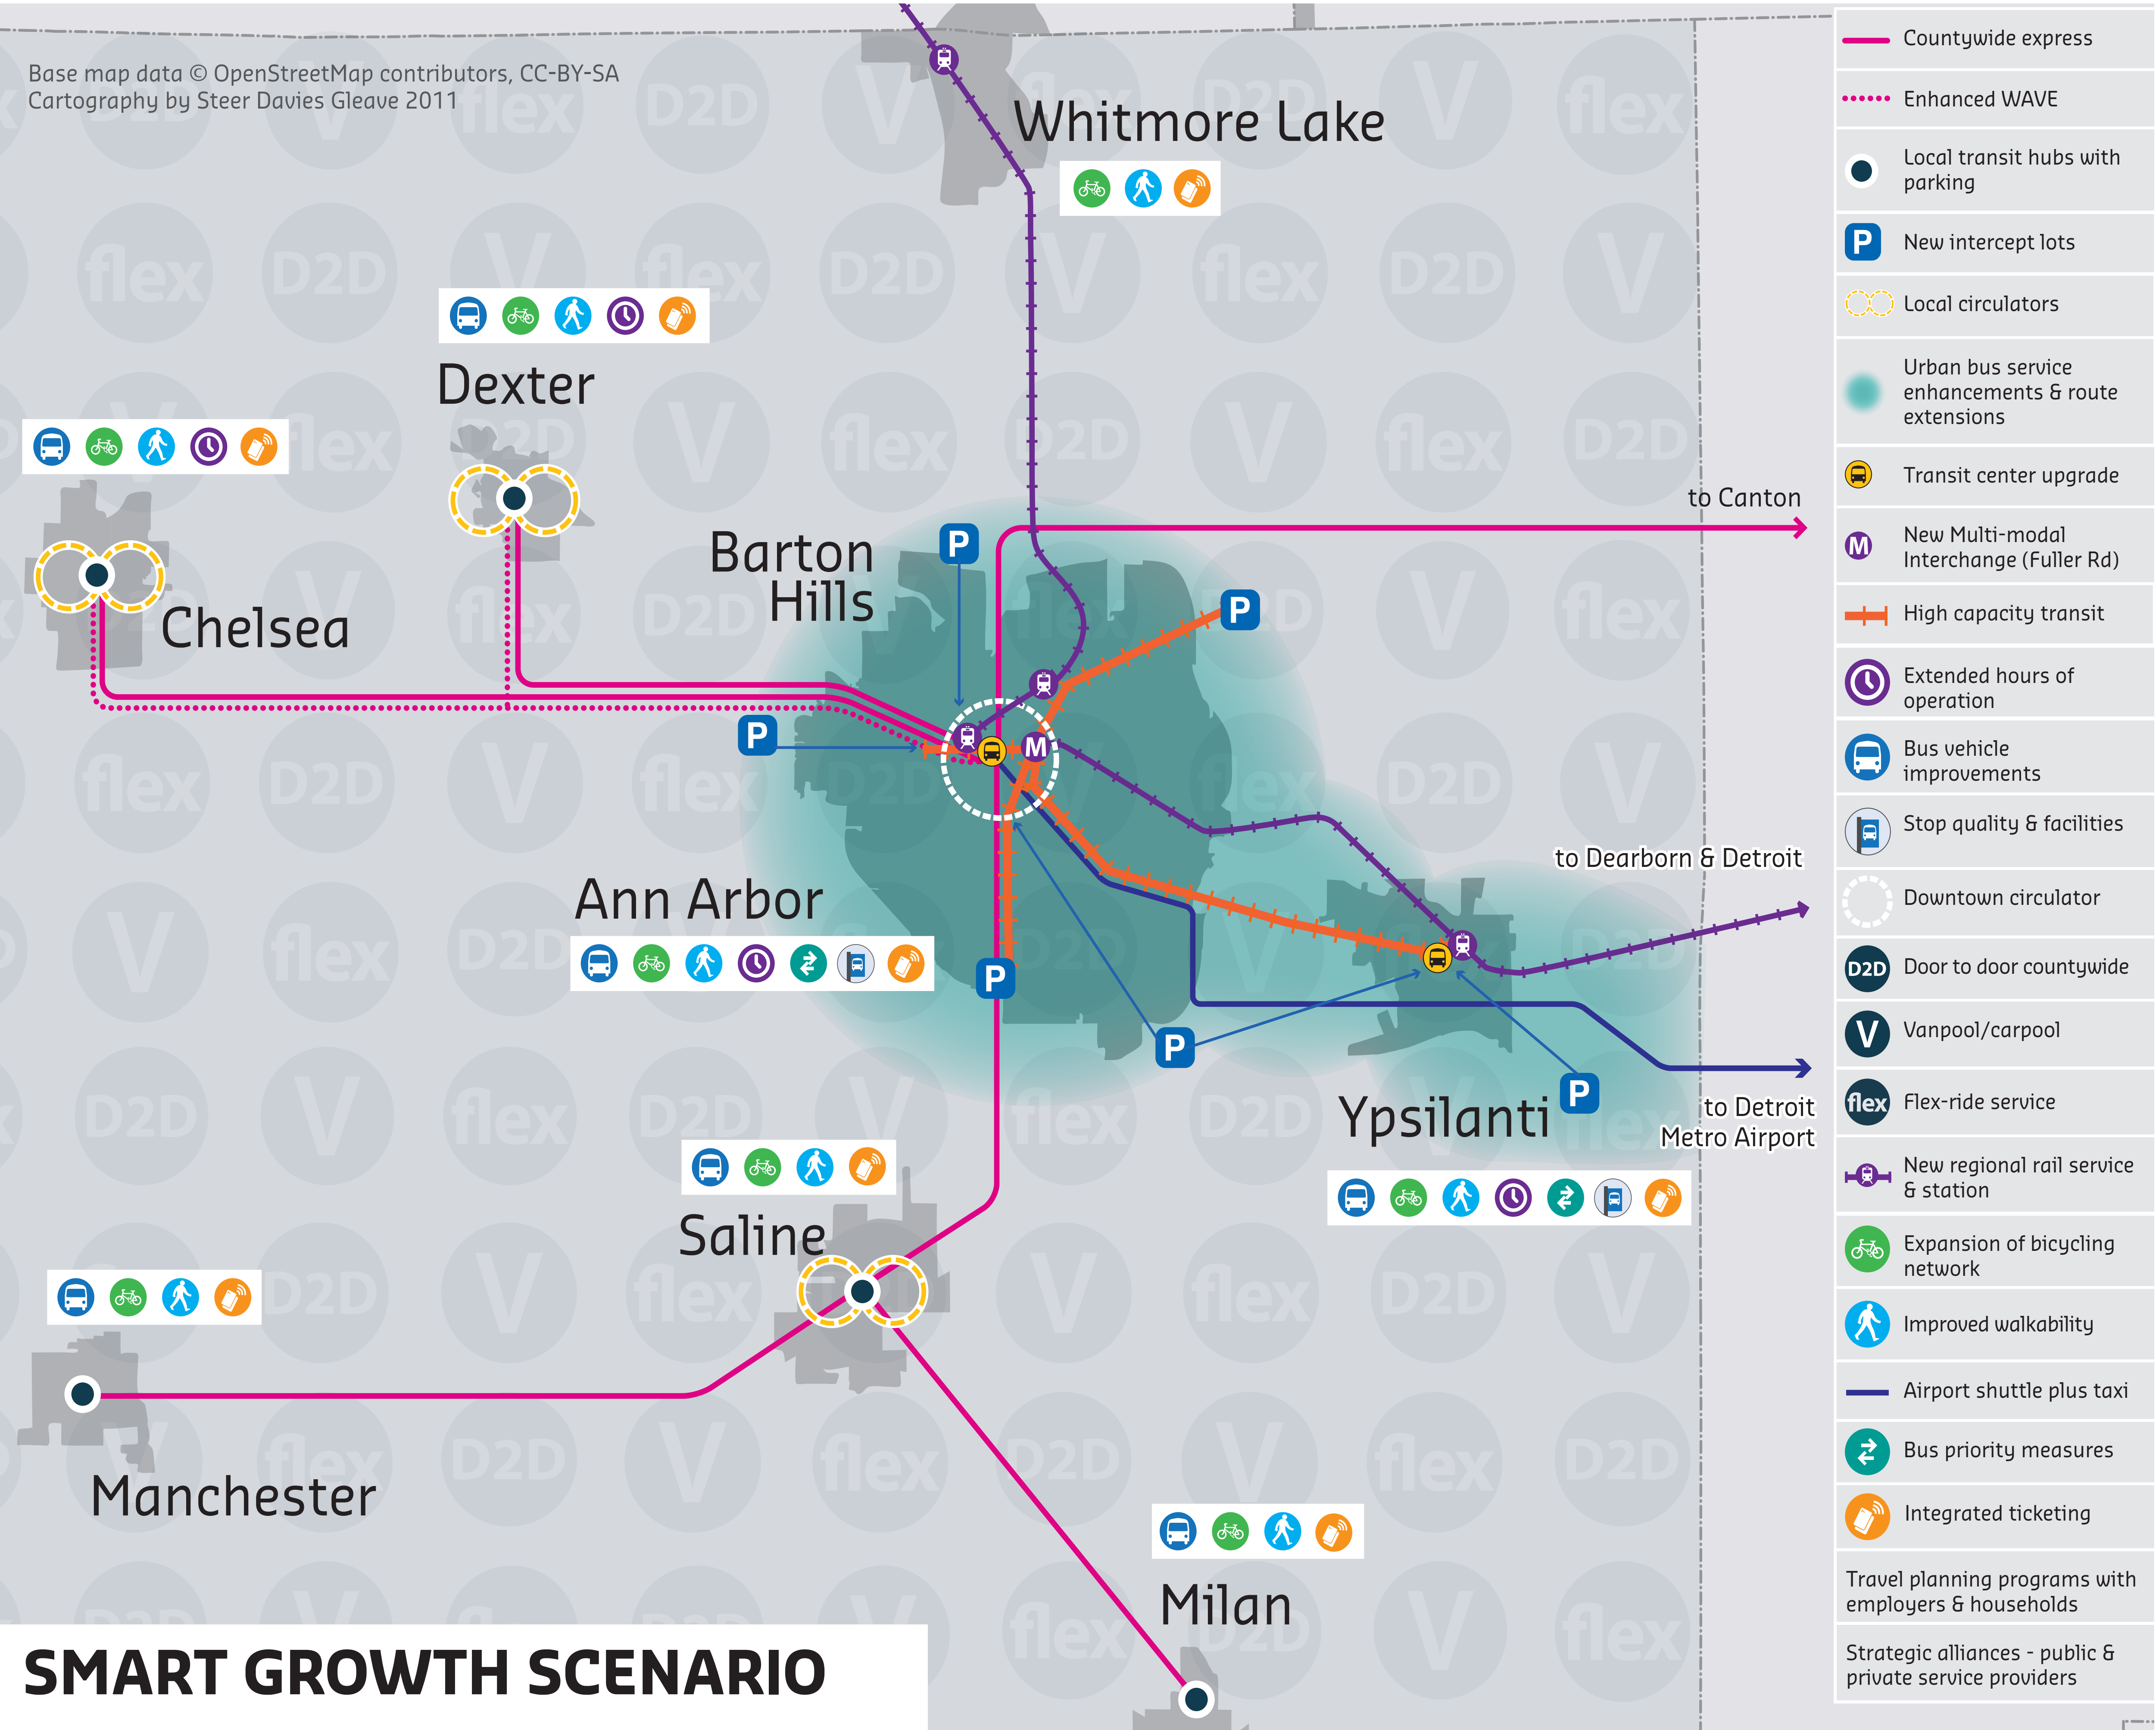 Base map data © OpenStreetMap contributors, CC-BY-SA
Cartography by Steer Davies Gleave 2011
Whitmore Lake
Dexter
Chelsea
Barton
Hills
to Canton
P
P
P
M
to Dearborn & Detroit
Ann Arbor
P
P
P
Ypsilanti
to Detroit
Metro Airport
Saline
Manchester
Milan
SMART GROWTH SCENARIO
Countywide express
Enhanced WAVE
Local transit hubs with
parking
P
New intercept lots
Local circulators
Urban bus service
enhancements & route
extensions
Transit center upgrade
M
New Multi-modal
Interchange (Fuller Rd)
High capacity transit
Extended hours of
operation
Bus vehicle
improvements
Stop quality & facilities
Downtown circulator
D2D
Door to door countywide
V
Vanpool/carpool
flex
Flex-ride service
New regional rail service
& station
Expansion of bicycling
network
Improved walkability
Airport shuttle plus taxi
Bus priority measures
Integrated ticketing
Travel planning programs with
employers & households
Strategic alliances - public &
private service providers